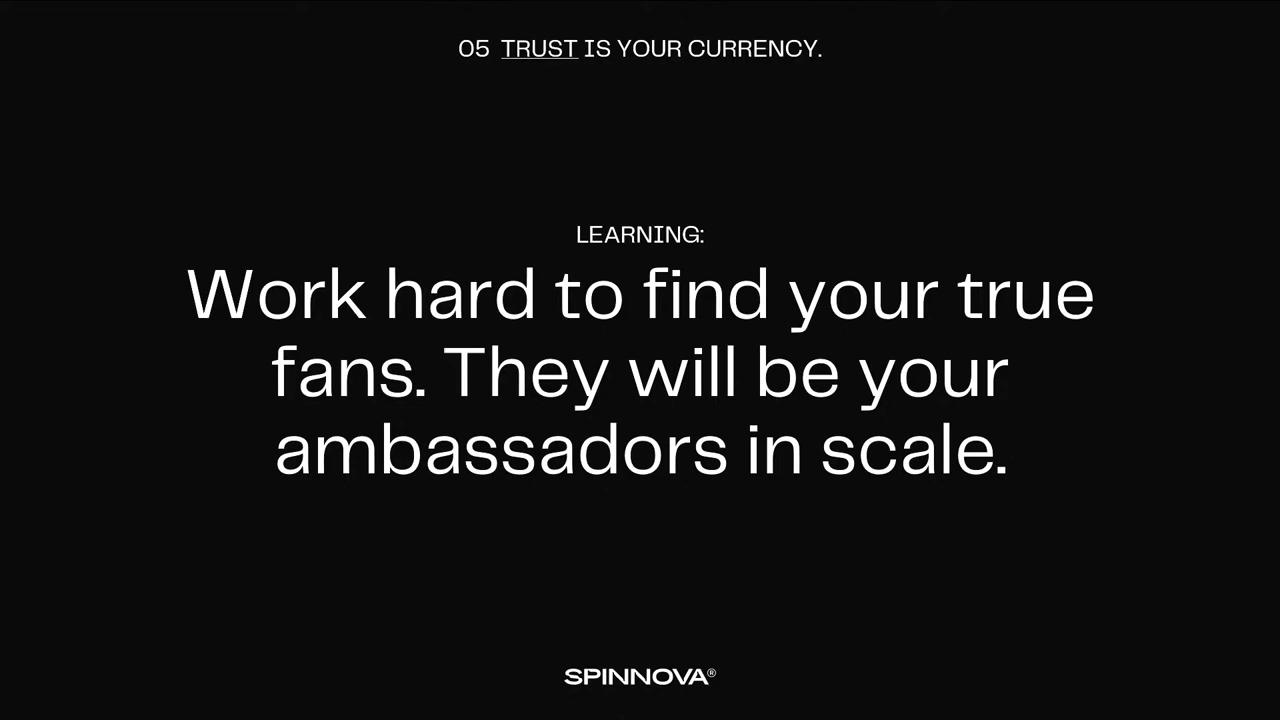 05 TRUST IS YOUR CURRENCY.
LEARNING:
Work hard to find your true
fans. They will be your
ambassadors in scale.
SPINNOVA®